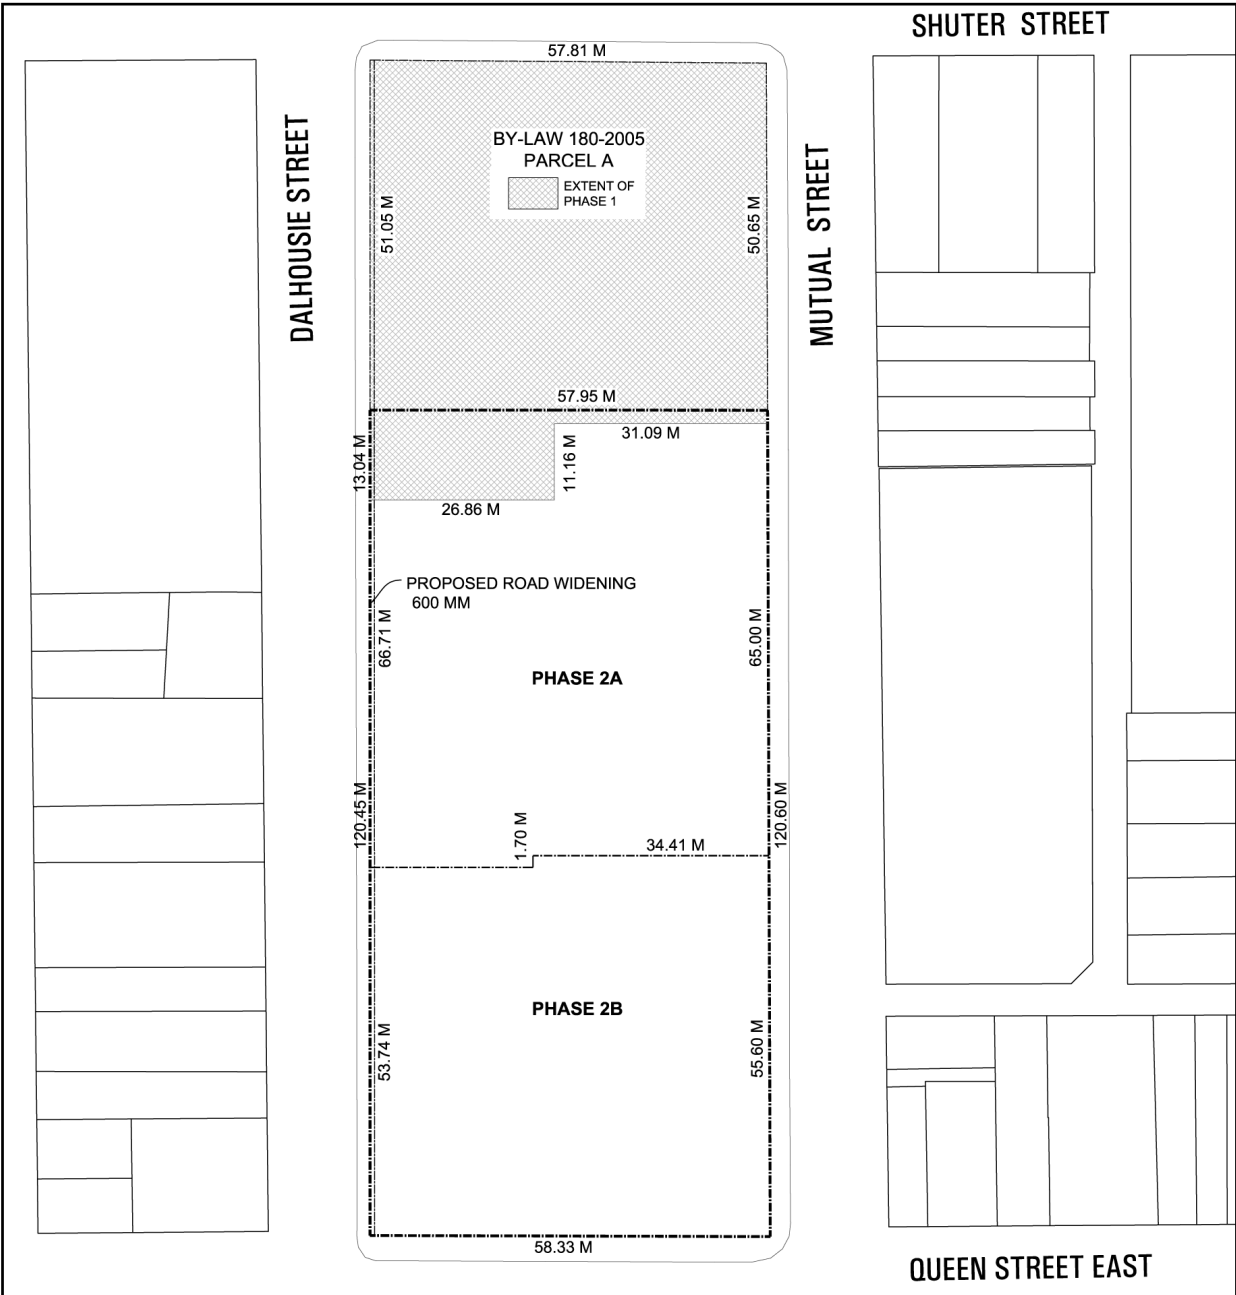 SHUTER STREET
57.81 M
DALHOUSIE STREET
BY-LAW 180-2005
PARCEL A
EXTENT OF
PHASE 1
MUTUAL STREET
51.05 M
50.65 M
57.95 M
13.04 M
31.09 M
11.16 M
26.86 M
PROPOSED ROAD WIDENING
600 MM
66.71 M
65.00 M
PHASE 2A
120.45 M
1.70 M
34.41 M
120.60 M
PHASE 2B
53.74 M
55.60 M
58.33 M
QUEEN STREET EAST